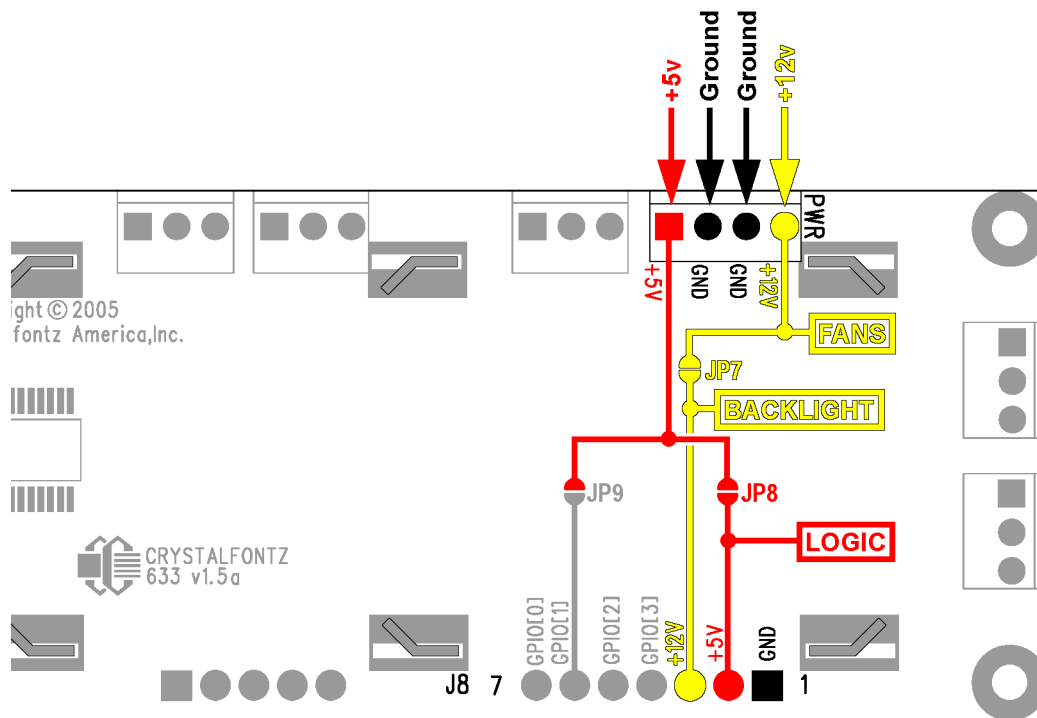 +5v
Ground
Ground
+12v
PWR
+5V
GND
GND
+12V
ight © 2005
fontz America,Inc.
FANS
JP7
BACKLIGHT
JP9
JP8
LOGIC
CRYSTALFONTZ
633 v1.5a
GPIO[0]
GPIO[1]
GPIO[2]
GPIO[3]
+12V
+5V
GND
J8 7
1